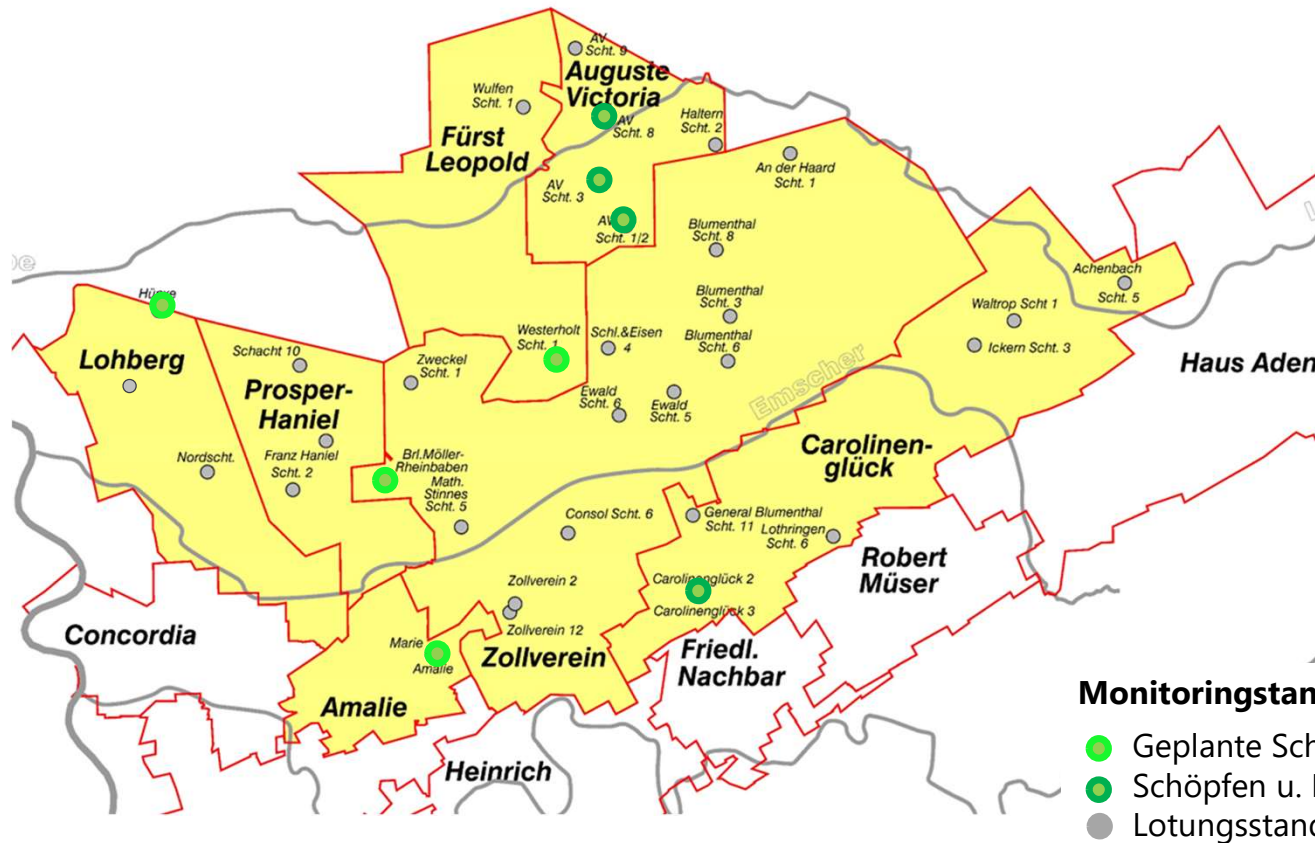 AV
Scht. 9
Auguste
Victoria
Wulfen
Scht. 1
AV
Scht. 8
Haltern
Scht. 2
Fürst
Leopold
An der Haard
Scht. 1
AV
Scht. 3
AV
Scht. 1/2
Blumenthal
Scht. 8
Achenbach
Scht. 5
Blumenthal
Scht. 3
Waltrop Scht 1
Westerholt
Scht. 1
Schl.&Eisen
4
Blumenthal
Scht. 6
Ickern Scht. 3
Lohberg
Schacht 10
Zweckel
Scht. 1
Haus Aden
Prosper-
Haniel
Ewald
Scht. 6
Ewald
Scht. 5
Emscher
Carolinen-
glück
Nordscht.
Franz Haniel
Scht. 2
Brl.Möller-
Rheinbaben
Math.
Stinnes
Scht. 5
Consol Scht. 6
General Blumenthal
Scht. 11
Lothringen
Scht. 6
Robert
Müser
Zollverein 2
Carolinenglück 2
Carolinenglück 3
Zollverein 12
Concordia
Marie
Amalie
Zollverein
Friedl.
Nachbar
Amalie
Heinrich
Monitoringstan
Geplante Sch
Schöpfen u.
Lotungsstand